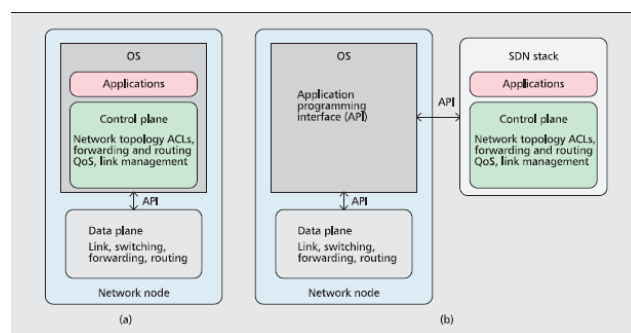 OS
Applications
Control plane
Network topology ACLs,
forwarding and routing
QoS, link management
API
Data plane
Link, switching,
forwarding, routing
Network node
(a)
OS
Application
programming
interface (API)
API
Data plane
Link, switching,
forwarding, routing
Network node
API
SDN stack
Applications
Control plane
Network topology ACLs,
forwarding and routing
QoS, link management
(b)